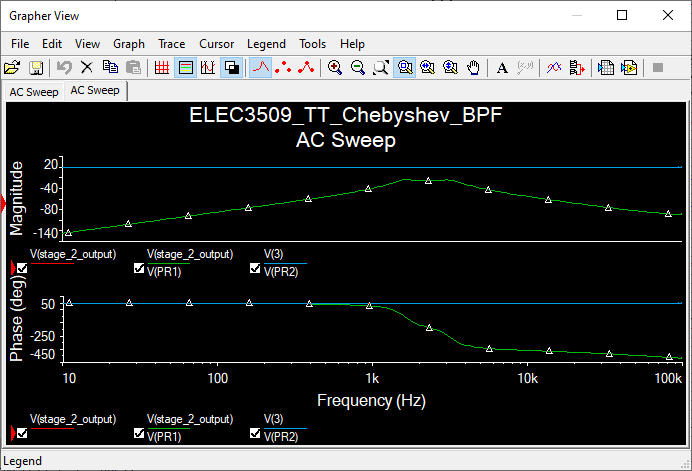 Grapher View
File Edit View Graph Trace Cursor Legend Tools Help
AC Sweep AC Sweep
ELEC3509_TT_Chebyshev_BPF
AC Sweep
Magnitude
20
-40
-80
-140
V(stage_2_output) V(stage_2_output) V(3)
V(PR1) V(PR2)
Phase (deg)
50
-250
-450
10 100 1k 10k 100k
Frequency (Hz)
V(stage_2_output) V(stage_2_output) V(3)
V(PR1) V(PR2)
Legend